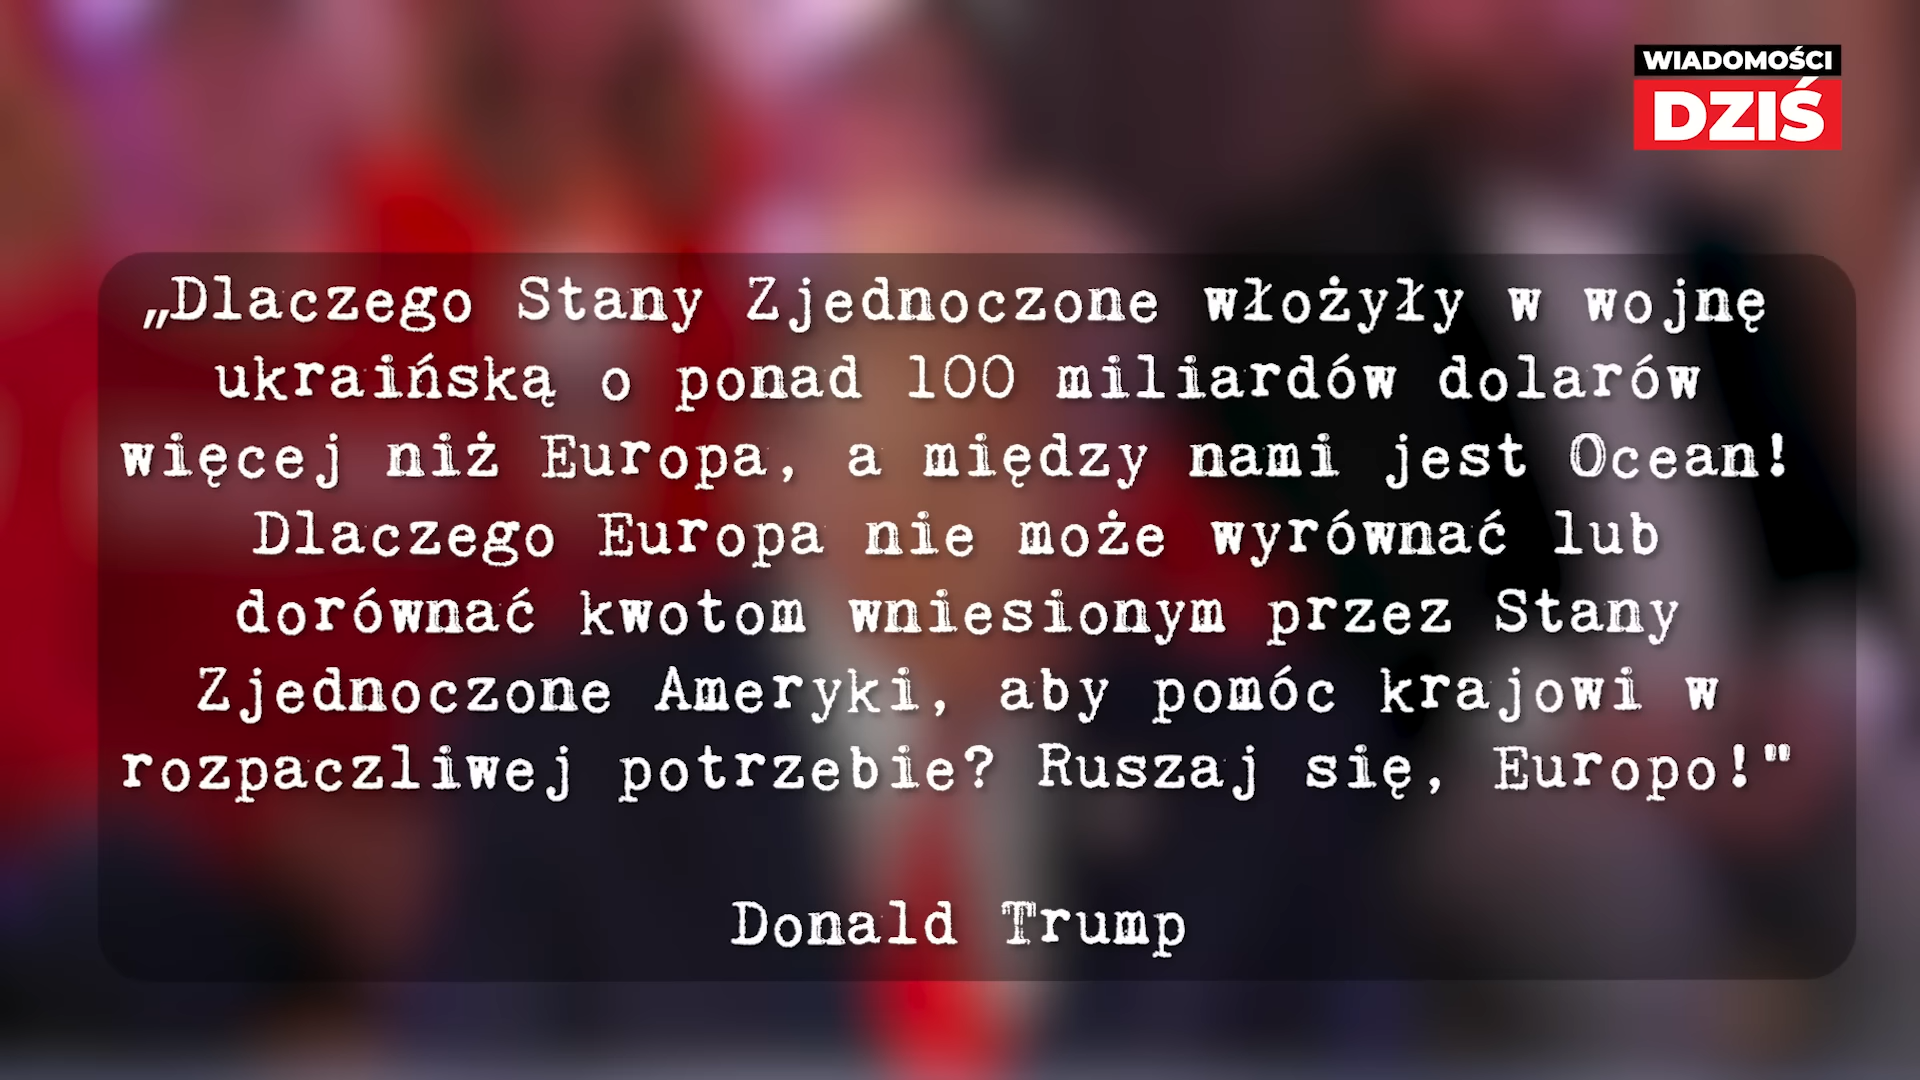 WIADOMOŚCI
DZIŚ
„Dlaczego Stany Zjednoczone włożyły w wojnę
ukraińską o ponad 100 miliardów dolarów
więcej niż Europa, a między nami jest Ocean!
Dlaczego Europa nie może wyrównać lub
dorównać kwotom wniesionym przez Stany
Zjednoczone Ameryki, aby pomóc krajowi w
rozpaczliwej potrzebie? Ruszaj się, Europo!"
Donald Trump